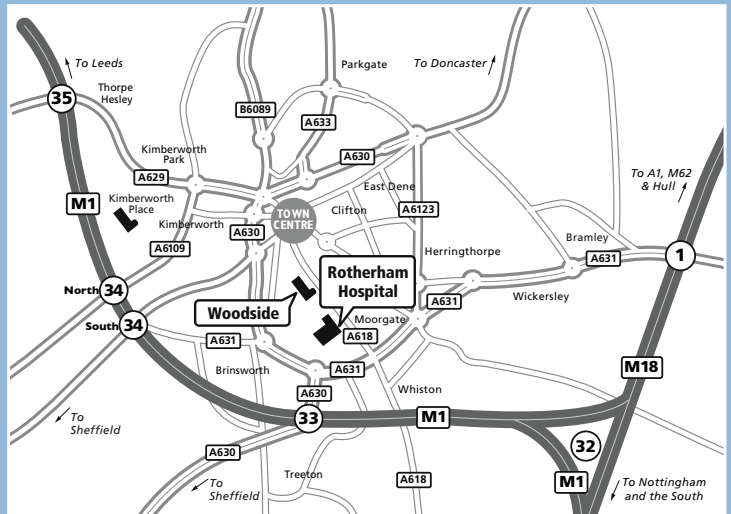 To Leeds
Parkgate
To Doncaster
35
Thorpe
Hesley
B6089
A633
Kimberworth
Park
A630
A629
East Dene
To A1, M62
& Hull
M1
Kimberworth
Place
Kimberworth
A630
TOWN
CENTRE
Clifton
A6123
A6109
Herringthorpe
Bramley
A631
1
Rotherham
Hospital
North
34
Woodside
A631
Wickersley
South
34
Moorgate
A618
A631
Brinsworth
A631
M18
A630
Whiston
33
M1
To
Sheffield
A630
32
Treeton
To
Sheffield
A618
M1
To Nottingham
and the South